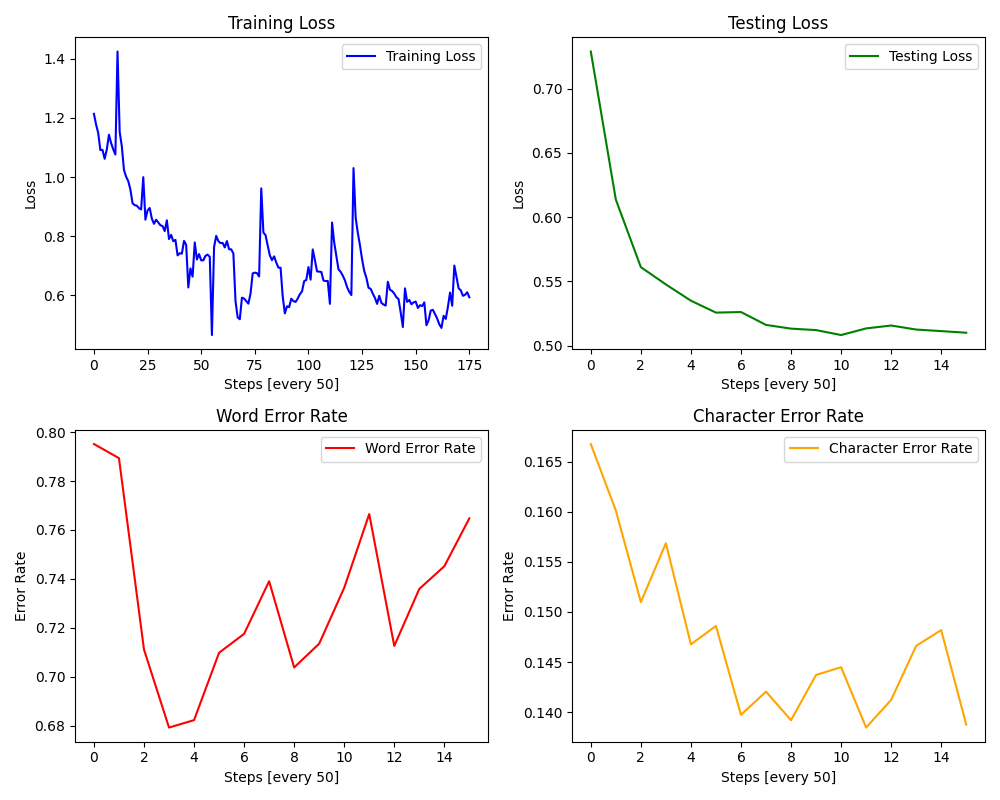 Training Loss
Training Loss
1.4
1.2
1.0
0.8
0.6
Loss
0 25 50 75 100 125 150 175
Steps [every 50]
Testing Loss
Testing Loss
0.70
0.65
0.60
0.55
0.50
Loss
0 2 4 6 8 10 12 14
Steps [every 50]
Word Error Rate
Word Error Rate
0.80
0.78
0.76
0.74
0.72
0.70
0.68
Error Rate
0 2 4 6 8 10 12 14
Steps [every 50]
Character Error Rate
Character Error Rate
0.165
0.160
0.155
0.150
0.145
0.140
Error Rate
0 2 4 6 8 10 12 14
Steps [every 50]